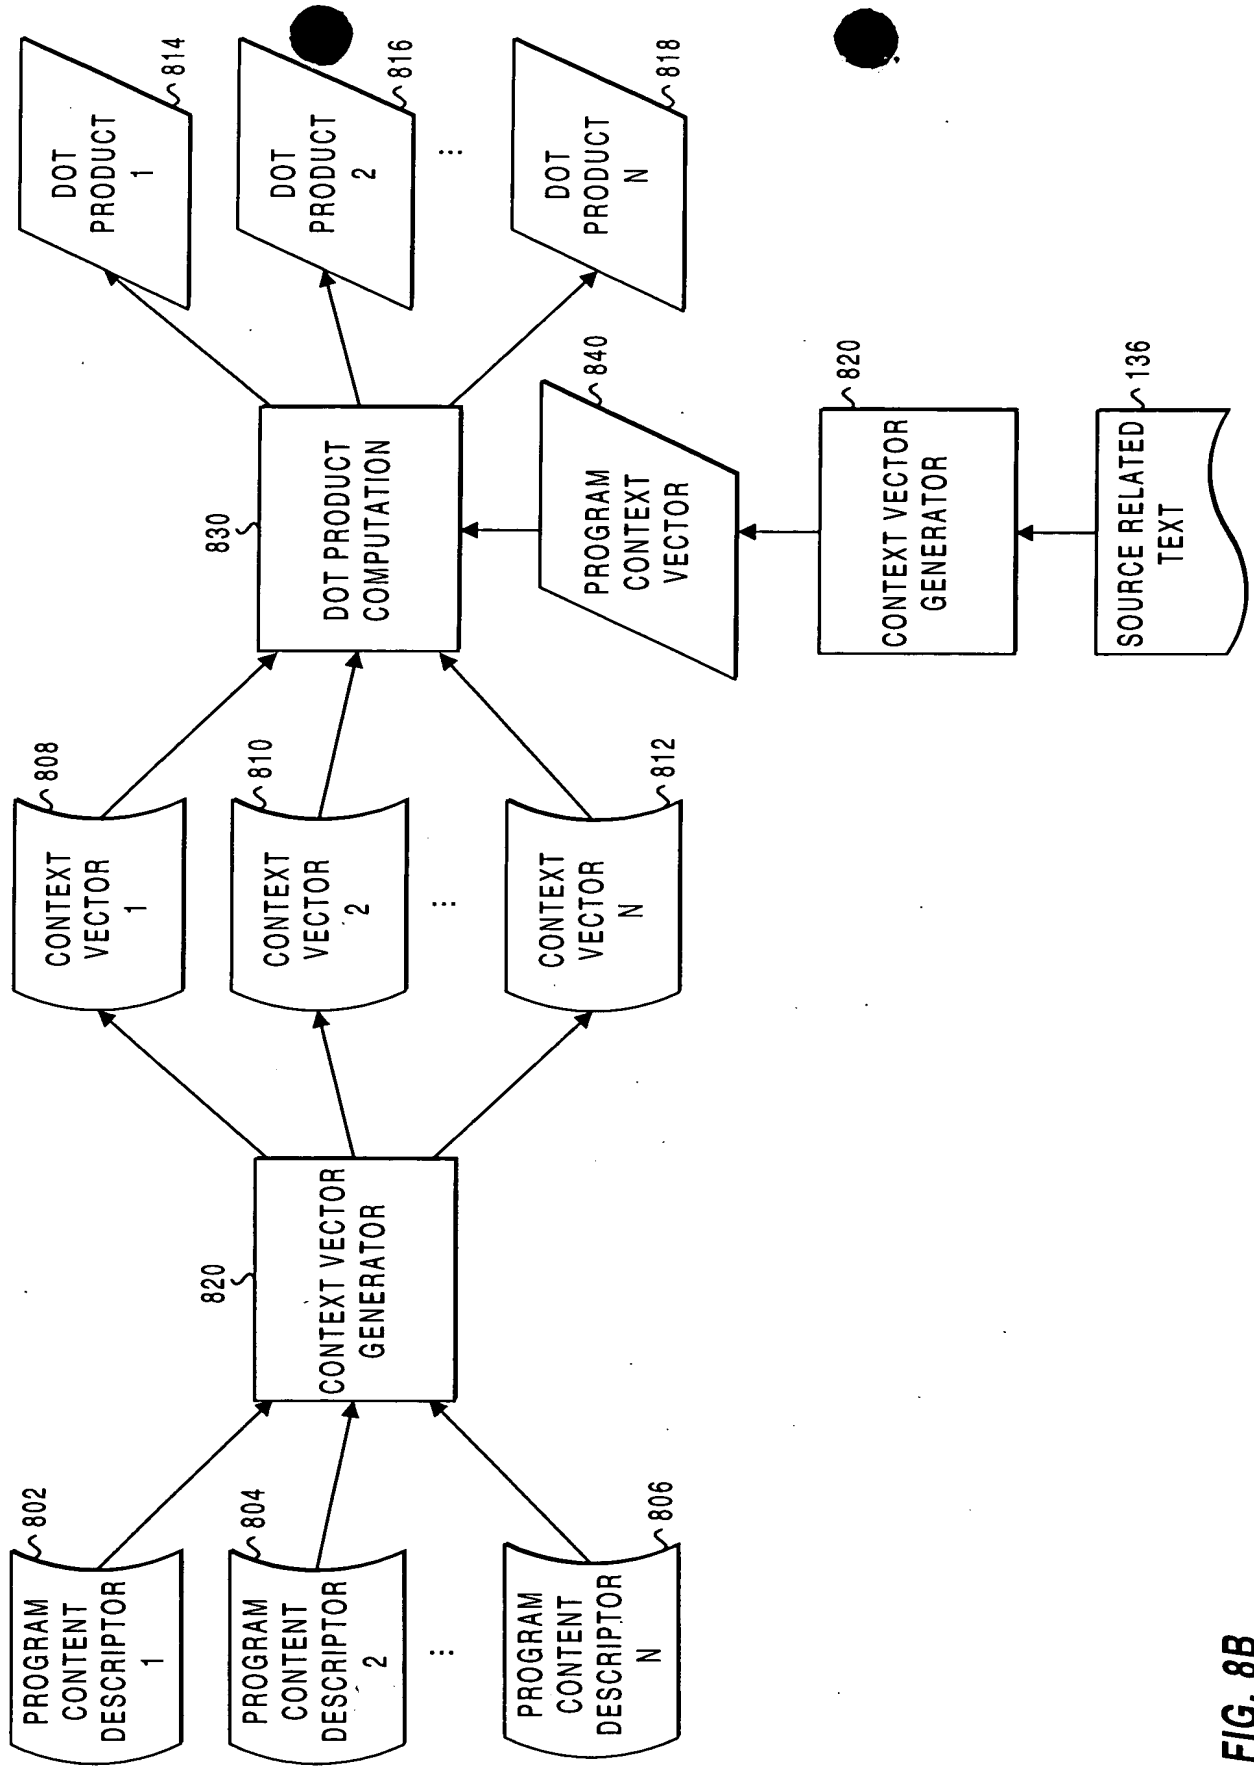 PROGRAM
CONTENT
DESCRIPTOR
1
802
PROGRAM
CONTENT
DESCRIPTOR
2
804
...
PROGRAM
CONTENT
DESCRIPTOR
N
806
820
CONTEXT VECTOR
GENERATOR
CONTEXT
VECTOR
1
808
CONTEXT
VECTOR
2
810
...
CONTEXT
VECTOR
N
812
830
DOT PRODUCT
COMPUTATION
DOT
PRODUCT
1
814
DOT
PRODUCT
2
816
...
DOT
PRODUCT
N
818
PROGRAM
CONTEXT
VECTOR
840
CONTEXT VECTOR
GENERATOR
820
SOURCE RELATED
TEXT
136
FIG. 8B